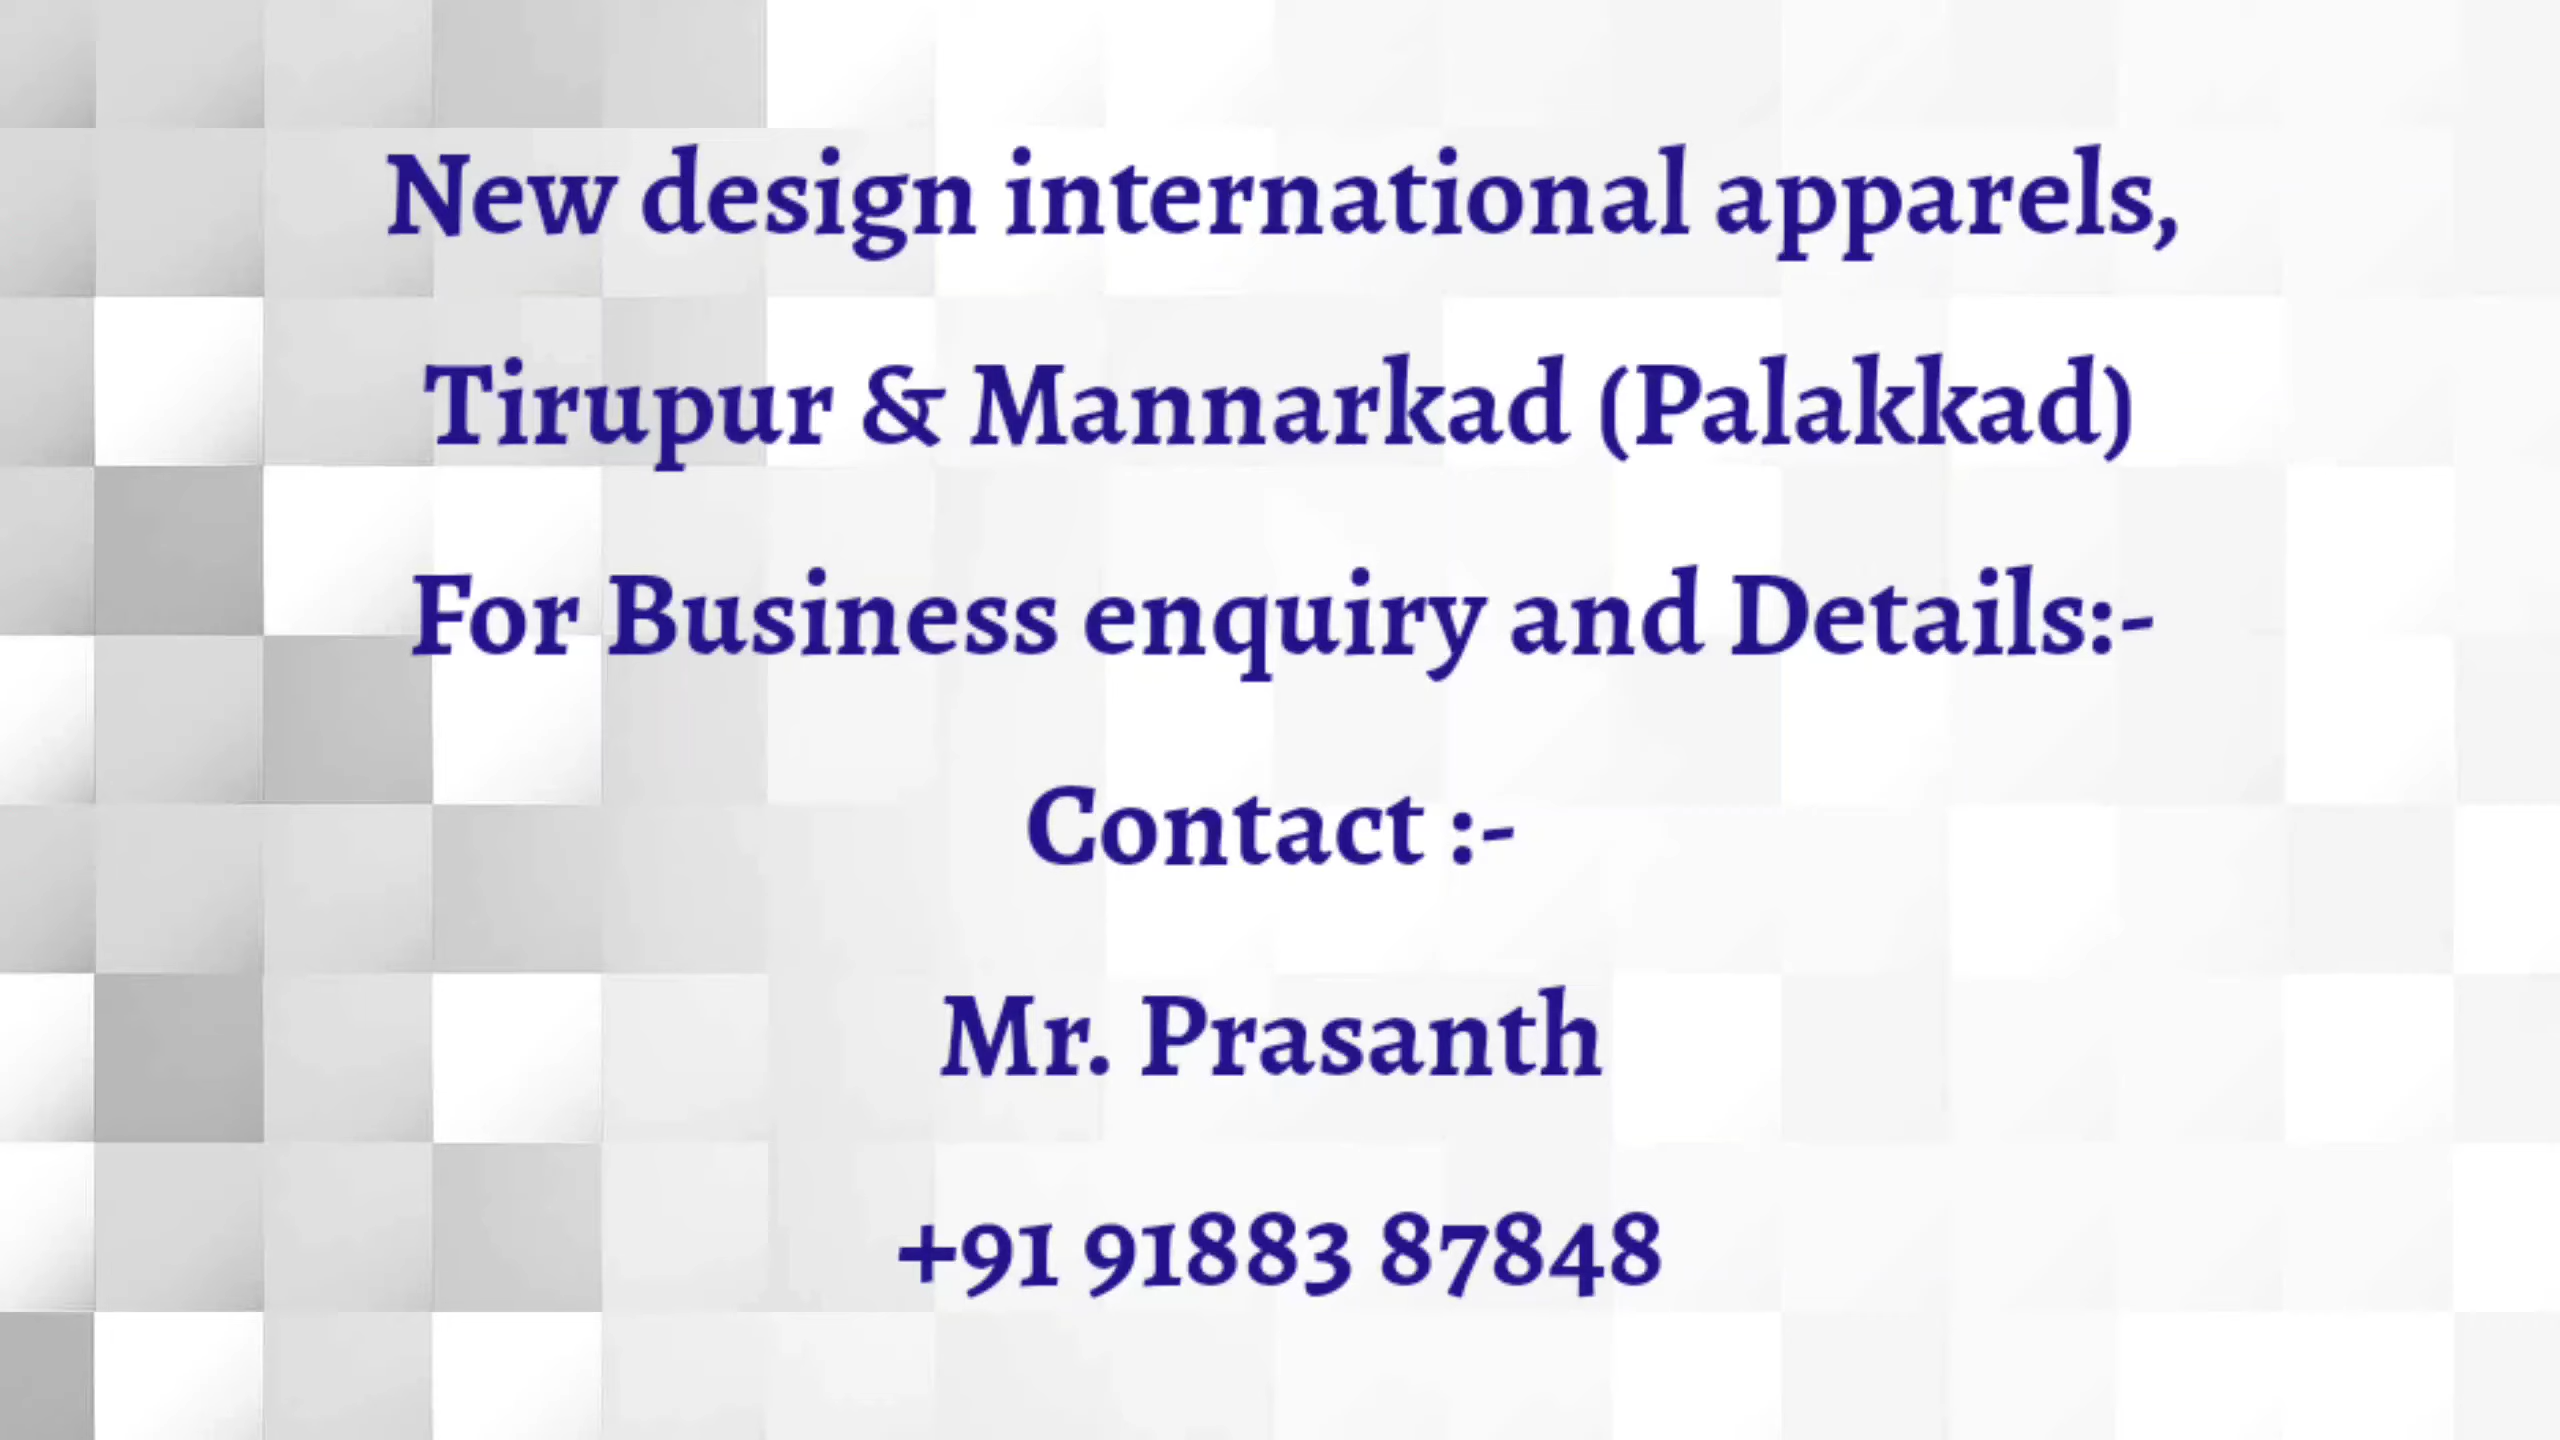 New design international apparels,
Tirupur & Mannarkad (Palakkad)
For Business enquiry and Details:-
Contact :-
Mr. Prasanth
+91 91883 87848